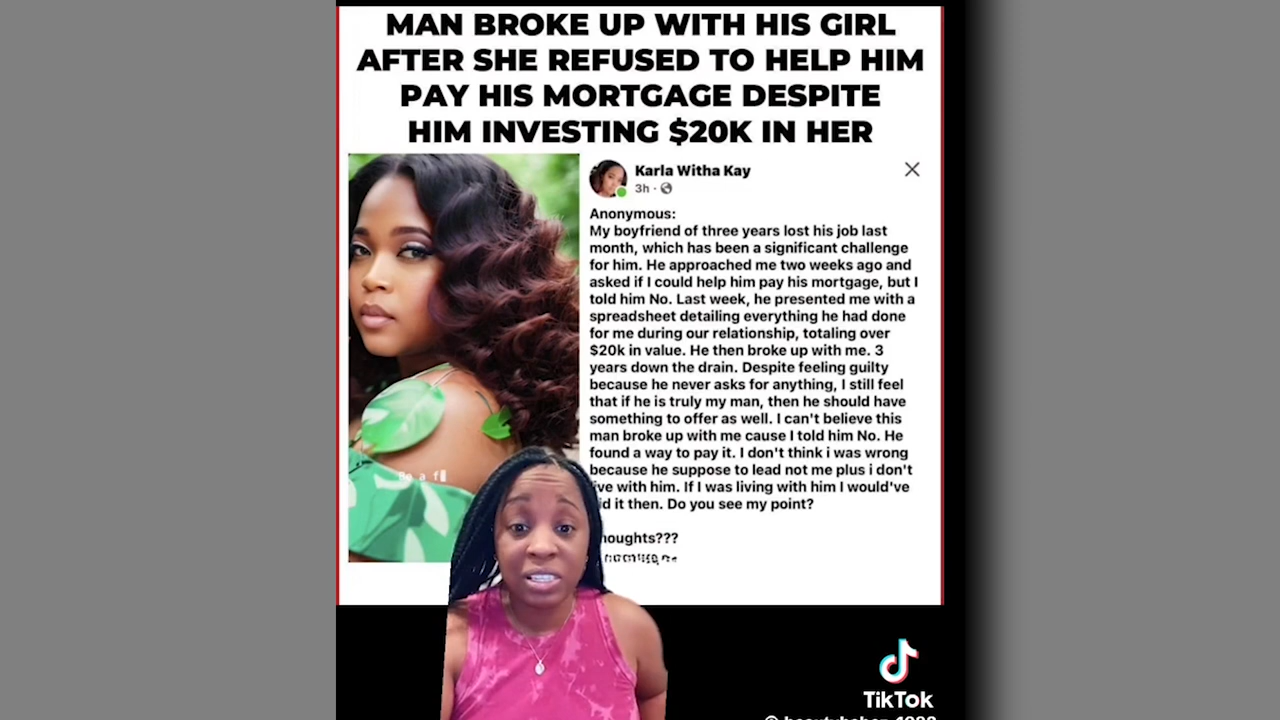 MAN BROKE UP WITH HIS GIRL
AFTER SHE REFUSED TO HELP HIM
PAY HIS MORTGAGE DESPITE
HIM INVESTING $20K IN HER
Karla Witha Kay
3h ·
Anonymous:
My boyfriend of three years lost his job last
month, which has been a significant challenge
for him. He approached me two weeks ago and
asked if I could help him pay his mortgage, but I
told him No. Last week, he presented me with a
spreadsheet detailing everything he had done
for me during our relationship, totaling over
$20k in value. He then broke up with me. 3
years down the drain. Despite feeling guilty
because he never asks for anything, I still feel
that if he is truly my man, then he should have
something to offer as well. I can't believe this
man broke up with me cause I told him No. He
found a way to pay it. I don't think i was wrong
because he suppose to lead not me plus i don't
with him. If I was living with him I would've
it then. Do you see my point?
TikTok